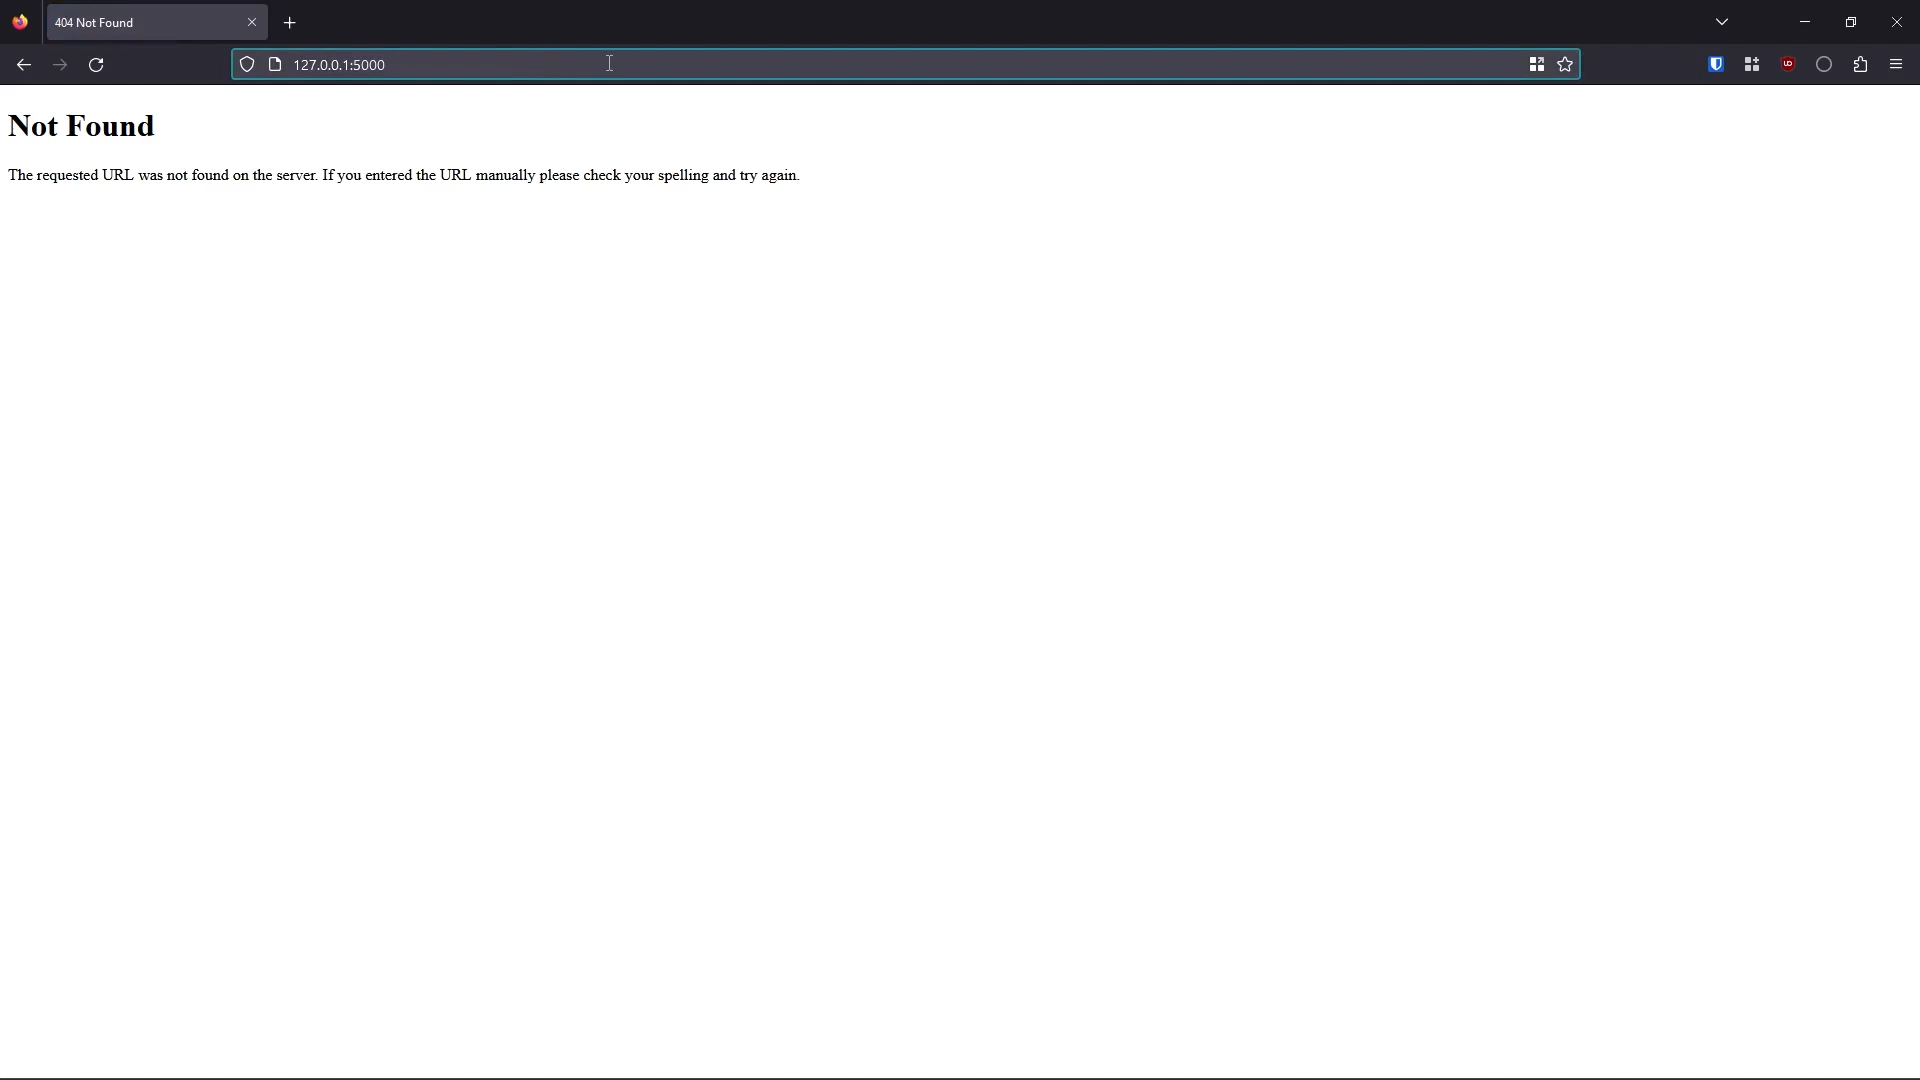 404 Not Found
127.0.0.1:5000
Not Found
The requested URL was not found on the server. If you entered the URL manually please check your spelling and try again.